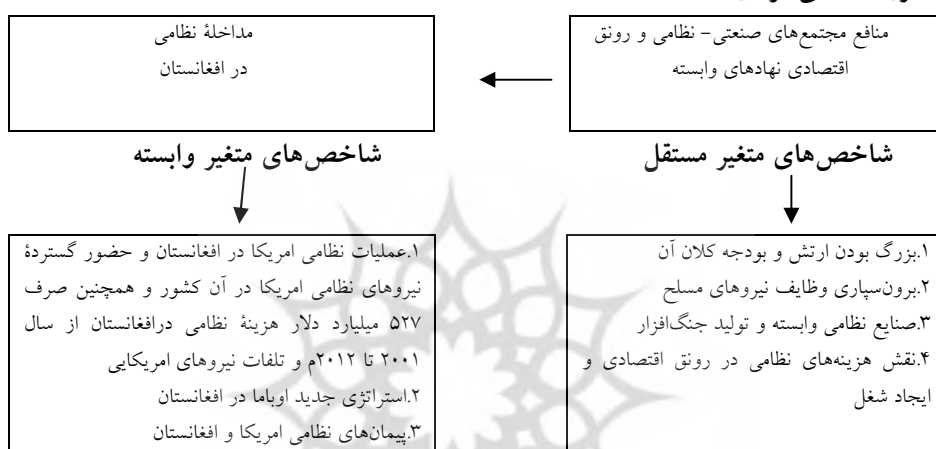 منافع مجتمع‌های صنعتی- نظامی و رونق
اقتصادی نهادهای وابسته
مداخلۀ نظامی
در افغانستان
شاخص‌های متغیر مستقل
شاخص‌های متغیر وابسته
۱.بزرگ بودن ارتش و بودجه کلان آن
۲.برون‌سپاری وظایف نیروهای مسلح
۳.صنایع نظامی وابسته و تولید جنگ‌افزار
۴.نقش هزینه‌های نظامی در رونق اقتصادی و
ایجاد شغل
۱.عملیات نظامی امریکا در افغانستان و حضور گستردۀ
نیروهای نظامی امریکا در آن کشور و همچنین صرف
۵۲۷ میلیارد دلار هزینۀ نظامی درافغانستان از سال
۲۰۰۱ تا ۲۰۱۲م و تلفات نیروهای امریکایی
۲.استراتژی جدید اوباما در افغانستان
۳.پیمان‌های نظامی امریکا و افغانستان